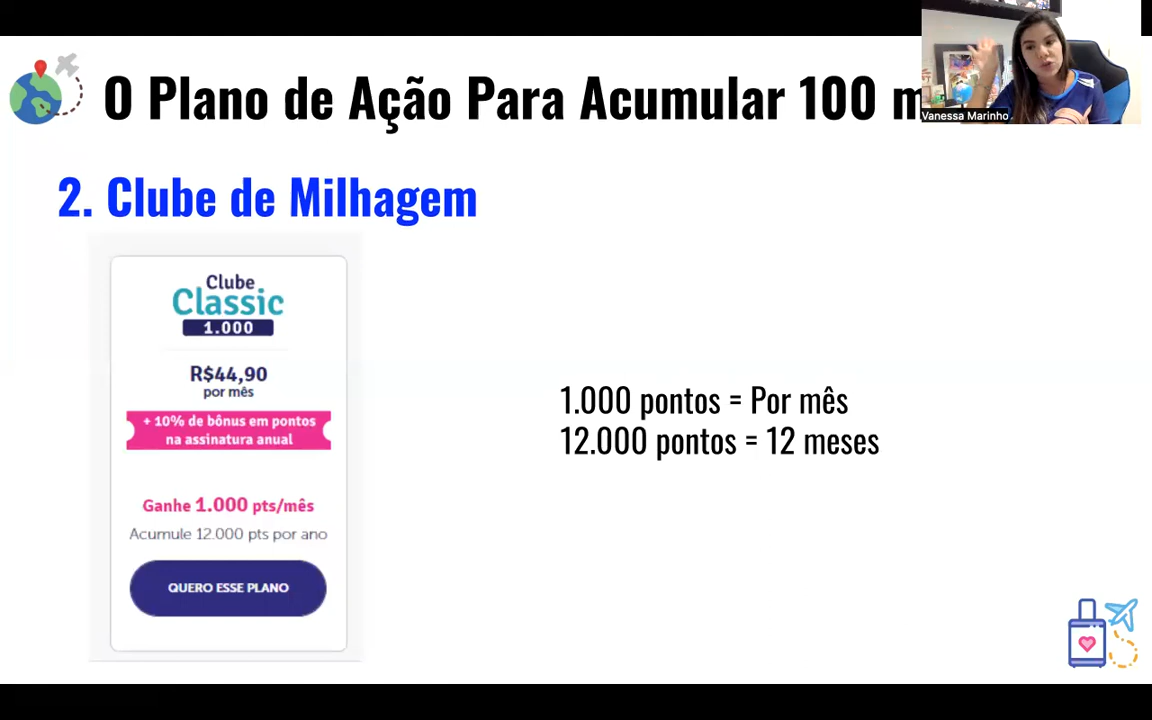 O Plano de Ação Para Acumular 100 m
Vanessa Marinho
2. Clube de Milhagem
Clube
Classic
1.000
R$44,90
por mês
+ 10% de bônus em pontos
na assinatura anual
Ganhe 1.000 pts/mês
Acumule 12.000 pts por ano
QUERO ESSE PLANO
1.000 pontos = Por mês
12.000 pontos = 12 meses